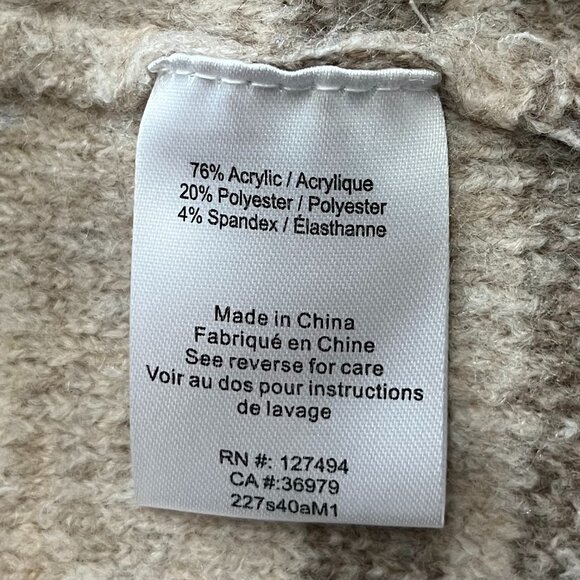 76% Acrylic / Acrylique
20% Polyester / Polyester
4% Spandex / Élasthanne
Made in China
Fabriqué en Chine
See reverse for care
Voir au dos pour instructions
de lavage
RN #: 127494
CA #:36979
227s40aM1